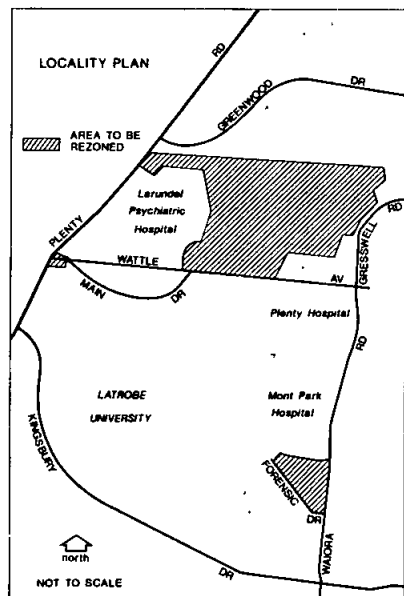 RD
LOCALITY PLAN
DR
GREENWOOD
AREA TO BE
REZONED
Larundel
Psychiatric
Hospital
RD
GRESSWELL
PLENTY
WATTLE
AV
MAIN
DR
Plenty Hospital
RD
LATROBE
UNIVERSITY
Mont Park
Hospital
KINGSBURY
FORENSIC
DR
WAIORA
north
DR
NOT TO SCALE